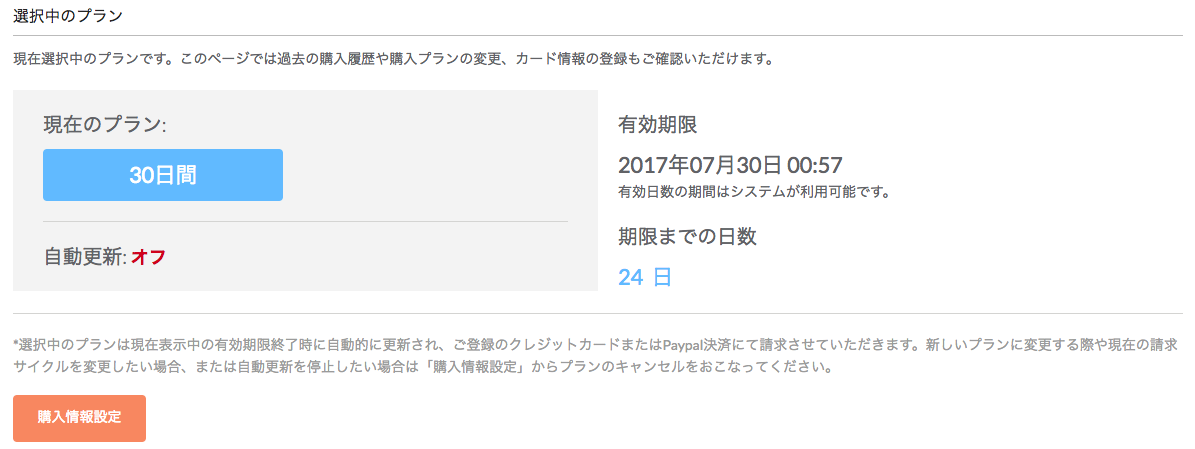 選択中のプラン
現在選択中のプランです。このページでは過去の購入履歴や購入プランの変更、カード情報の登録もご確認いただけます。
現在のプラン:
30日間
自動更新: オフ
有効期限
2017年07月30日 00:57
有効日数の期間はシステムが利用可能です。
期限までの日数
24 日
*選択中のプランは現在表示中の有効期限終了時に自動的に更新され、ご登録のクレジットカードまたはPaypal決済にて請求させていただきます。新しいプランに変更する際や現在の請求
サイクルを変更したい場合、または自動更新を停止したい場合は「購入情報設定」からプランのキャンセルをおこなってください。
購入情報設定